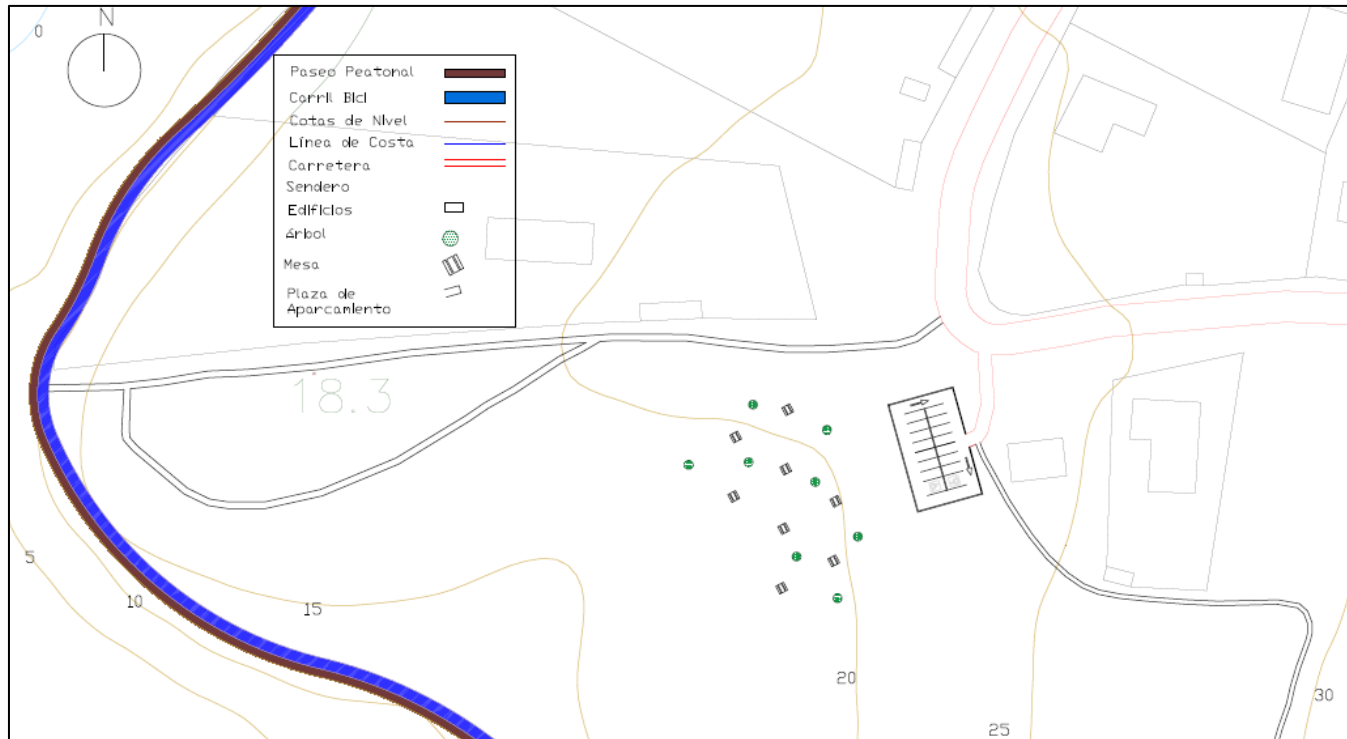 0
N
Paseo Peatonal
Carril Bici
Cotas de Nivel
Línea de Costa
Carretera
Sendero
Edificios
Árbol
Mesa
Plaza de
Aparcamiento
18.3
5
10
15
20
25
30